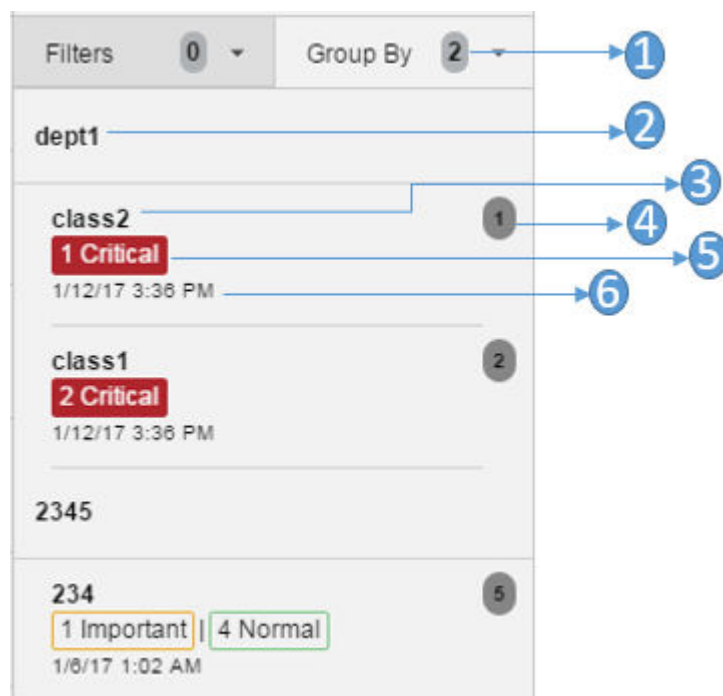 Filters 0 Group By 2 1
dept1 2
3
class2 1 4
1 Critical 5
1/12/17 3:36 PM 6
class1 2
2 Critical
1/12/17 3:36 PM
2345
234 5
1 Important | 4 Normal
1/6/17 1:02 AM